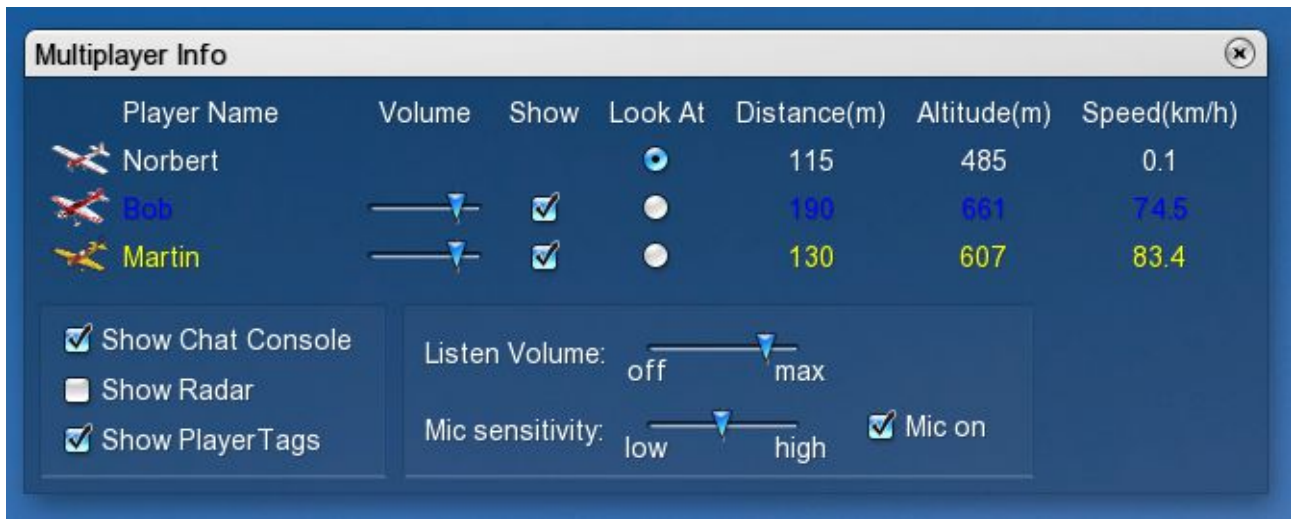 Multiplayer Info
Player Name Volume Show Look At Distance(m) Altitude(m) Speed(km/h)
Norbert 115 485 0.1
Bob 190 661 74.5
Martin 130 607 83.4
Show Chat Console
Show Radar
Show PlayerTags
Listen Volume:
off max
Mic sensitivity:
low high
Mic on